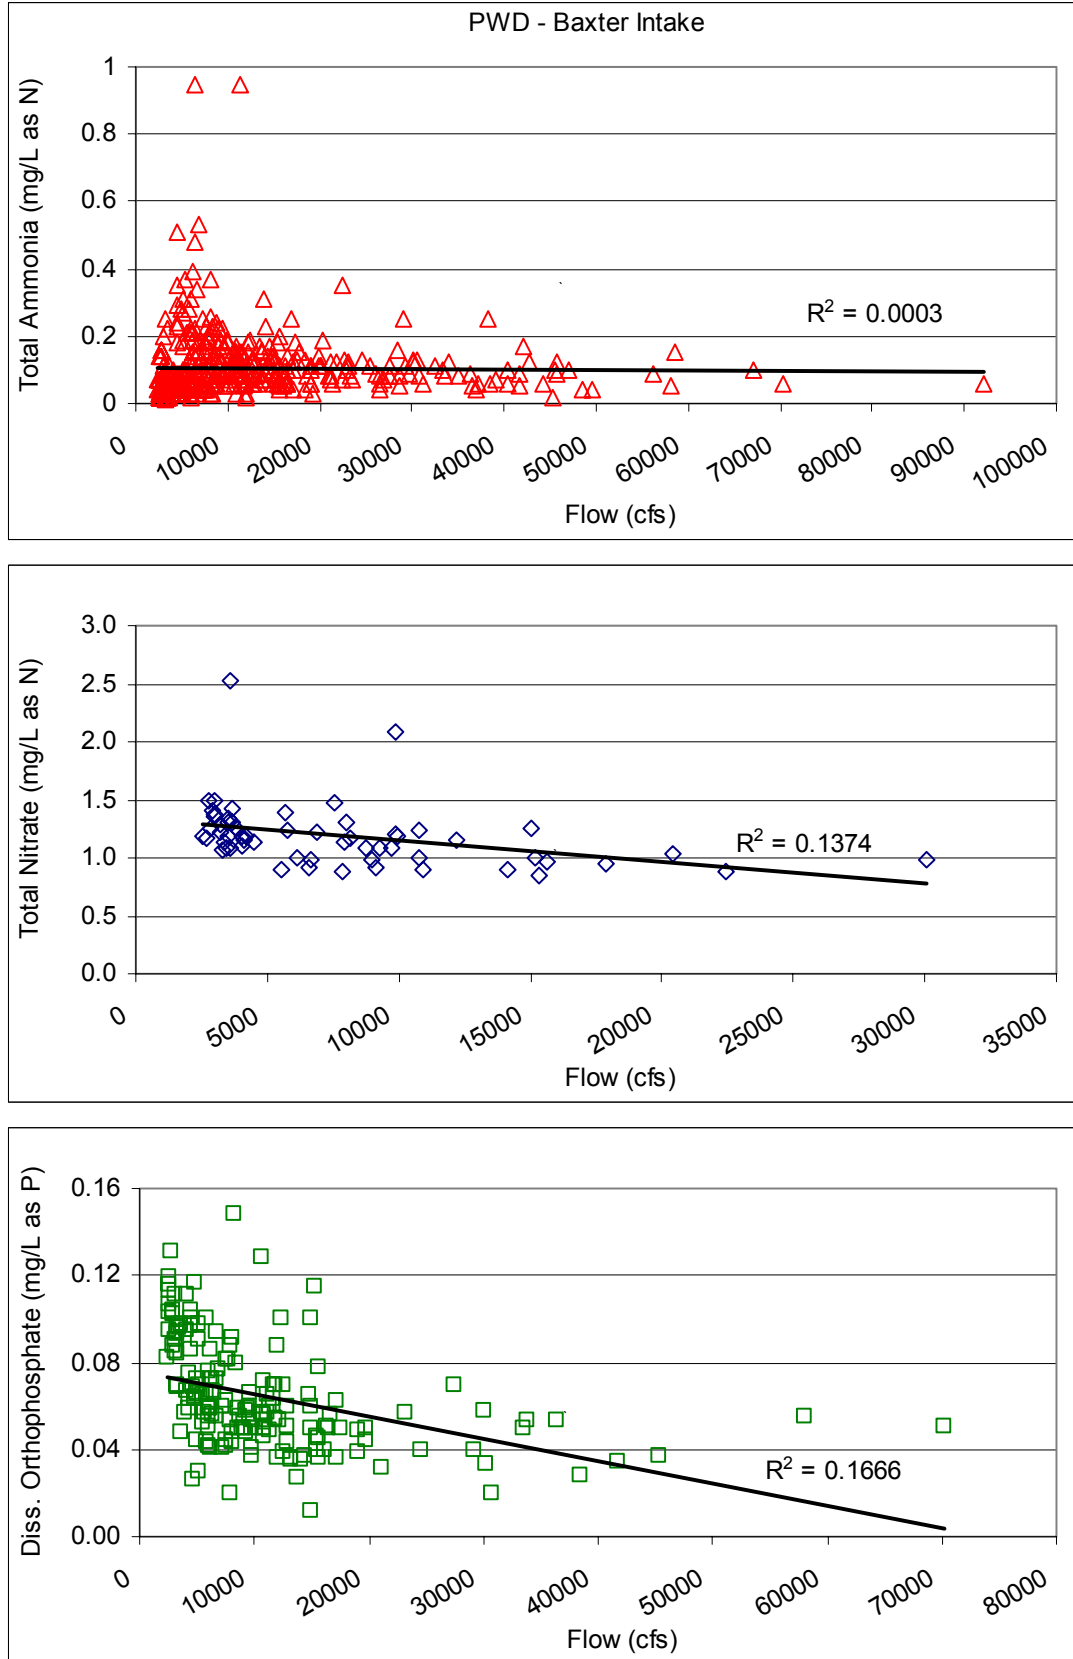 PWD - Baxter Intake
Total Ammonia (mg/L as N)
1
0.8
0.6
0.4
0.2
0
R² = 0.0003
0 10000 20000 30000 40000 50000 60000 70000 80000 90000 100000
Flow (cfs)
Total Nitrate (mg/L as N)
3.0
2.5
2.0
1.5
1.0
0.5
0.0
R² = 0.1374
0 5000 10000 15000 20000 25000 30000 35000
Flow (cfs)
Diss. Orthophosphate (mg/L as P)
0.16
0.12
0.08
0.04
0.00
R² = 0.1666
0 10000 20000 30000 40000 50000 60000 70000 80000
Flow (cfs)